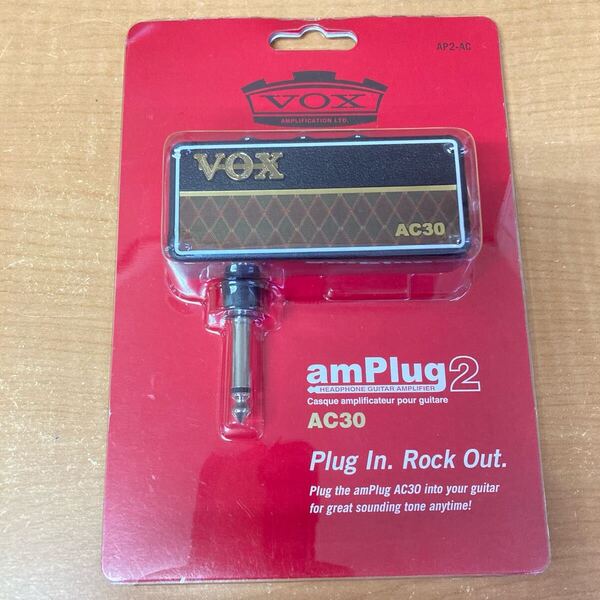 AP2-AC
VOX
AMPLIFICATION LTD.
VOX
AC30
amPlug2
HEADPHONE GUITAR AMPLIFIER
Casque amplificateur pour guitare
AC30
Plug In. Rock Out.
Plug the amPlug AC30 into your guitar
for great sounding tone anytime!